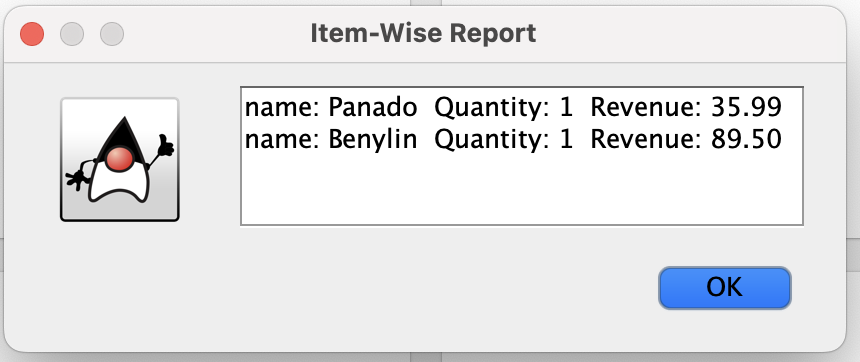 Item-Wise Report
name: Panado  Quantity: 1  Revenue: 35.99
name: Benylin  Quantity: 1  Revenue: 89.50
OK